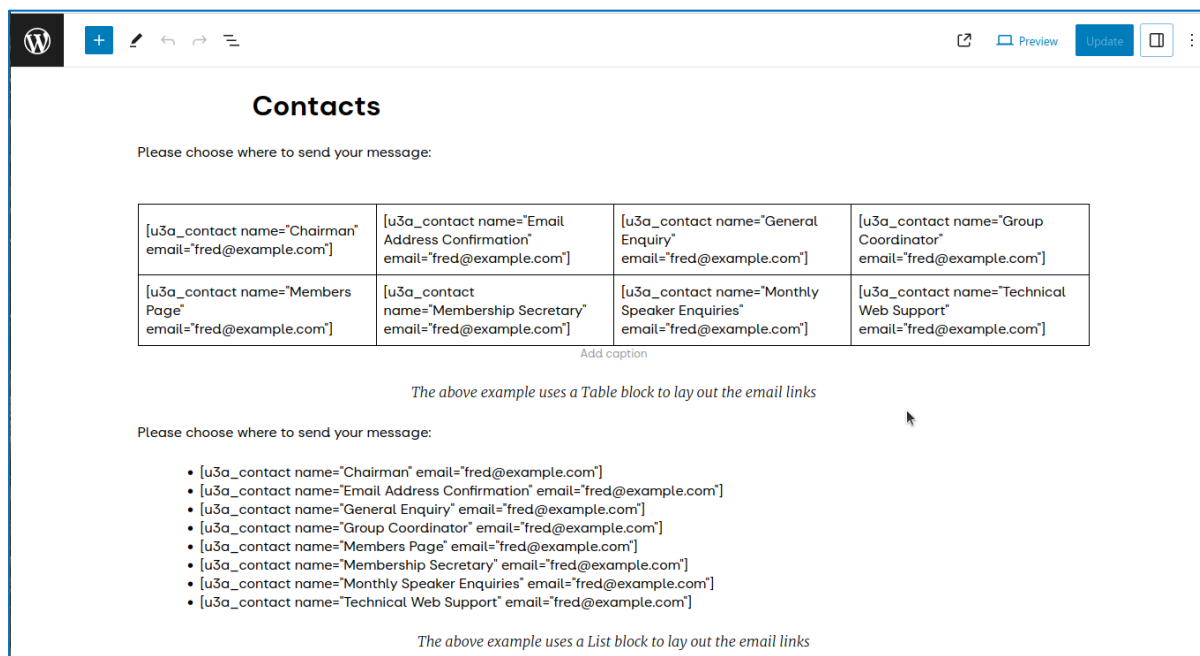 Preview
Update
Contacts
Please choose where to send your message:
[u3a_contact name="Chairman"
email="fred@example.com"]
[u3a_contact name="Email
Address Confirmation"
email="fred@example.com"]
[u3a_contact name="General
Enquiry"
email="fred@example.com"]
[u3a_contact name="Group
Coordinator"
email="fred@example.com"]
[u3a_contact name="Members
Page"
email="fred@example.com"]
[u3a_contact
name="Membership Secretary"
email="fred@example.com"]
[u3a_contact name="Monthly
Speaker Enquiries"
email="fred@example.com"]
[u3a_contact name="Technical
Web Support"
email="fred@example.com"]
Add caption
The above example uses a Table block to lay out the email links
Please choose where to send your message:
• [u3a_contact name="Chairman" email="fred@example.com"]
• [u3a_contact name="Email Address Confirmation" email="fred@example.com"]
• [u3a_contact name="General Enquiry" email="fred@example.com"]
• [u3a_contact name="Group Coordinator" email="fred@example.com"]
• [u3a_contact name="Members Page" email="fred@example.com"]
• [u3a_contact name="Membership Secretary" email="fred@example.com"]
• [u3a_contact name="Monthly Speaker Enquiries" email="fred@example.com"]
• [u3a_contact name="Technical Web Support" email="fred@example.com"]
The above example uses a List block to lay out the email links